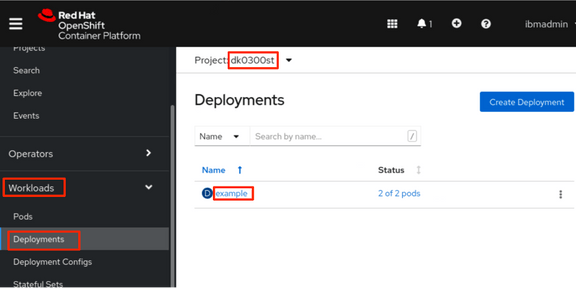 Red Hat
OpenShift
Container Platform
1
ibmadmin
Projects
Search
Explore
Events
Operators
Workloads
Pods
Deployments
Deployment Configs
Stateful Sets
Project: dk0300st
Deployments
Create Deployment
Name
Search by name...
/
Name
Status
D example
2 of 2 pods